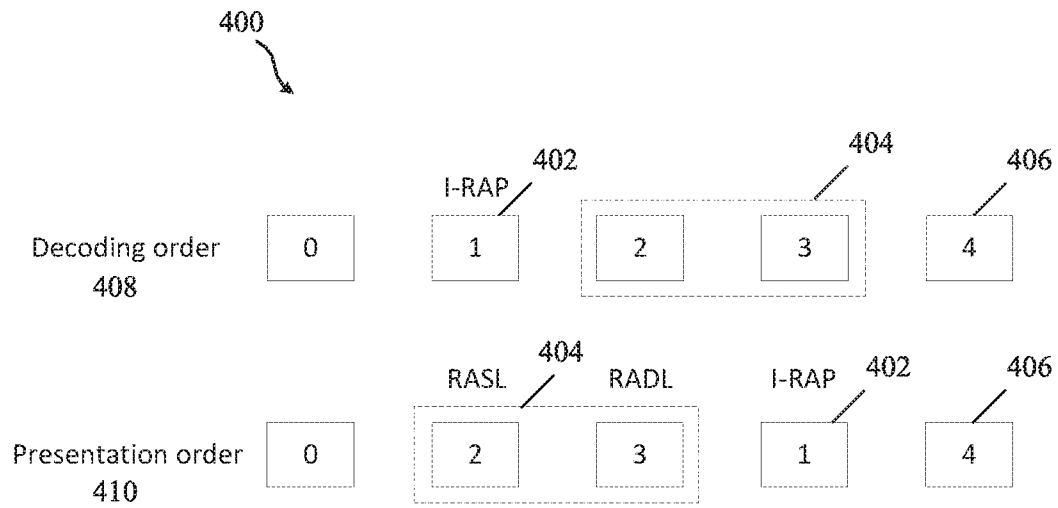 400
404
406
402
I-RAP
Decoding order 0 1 2 3 4
408
404
RASL RADL I-RAP 402 406
Presentation order 0 2 3 1 4
410